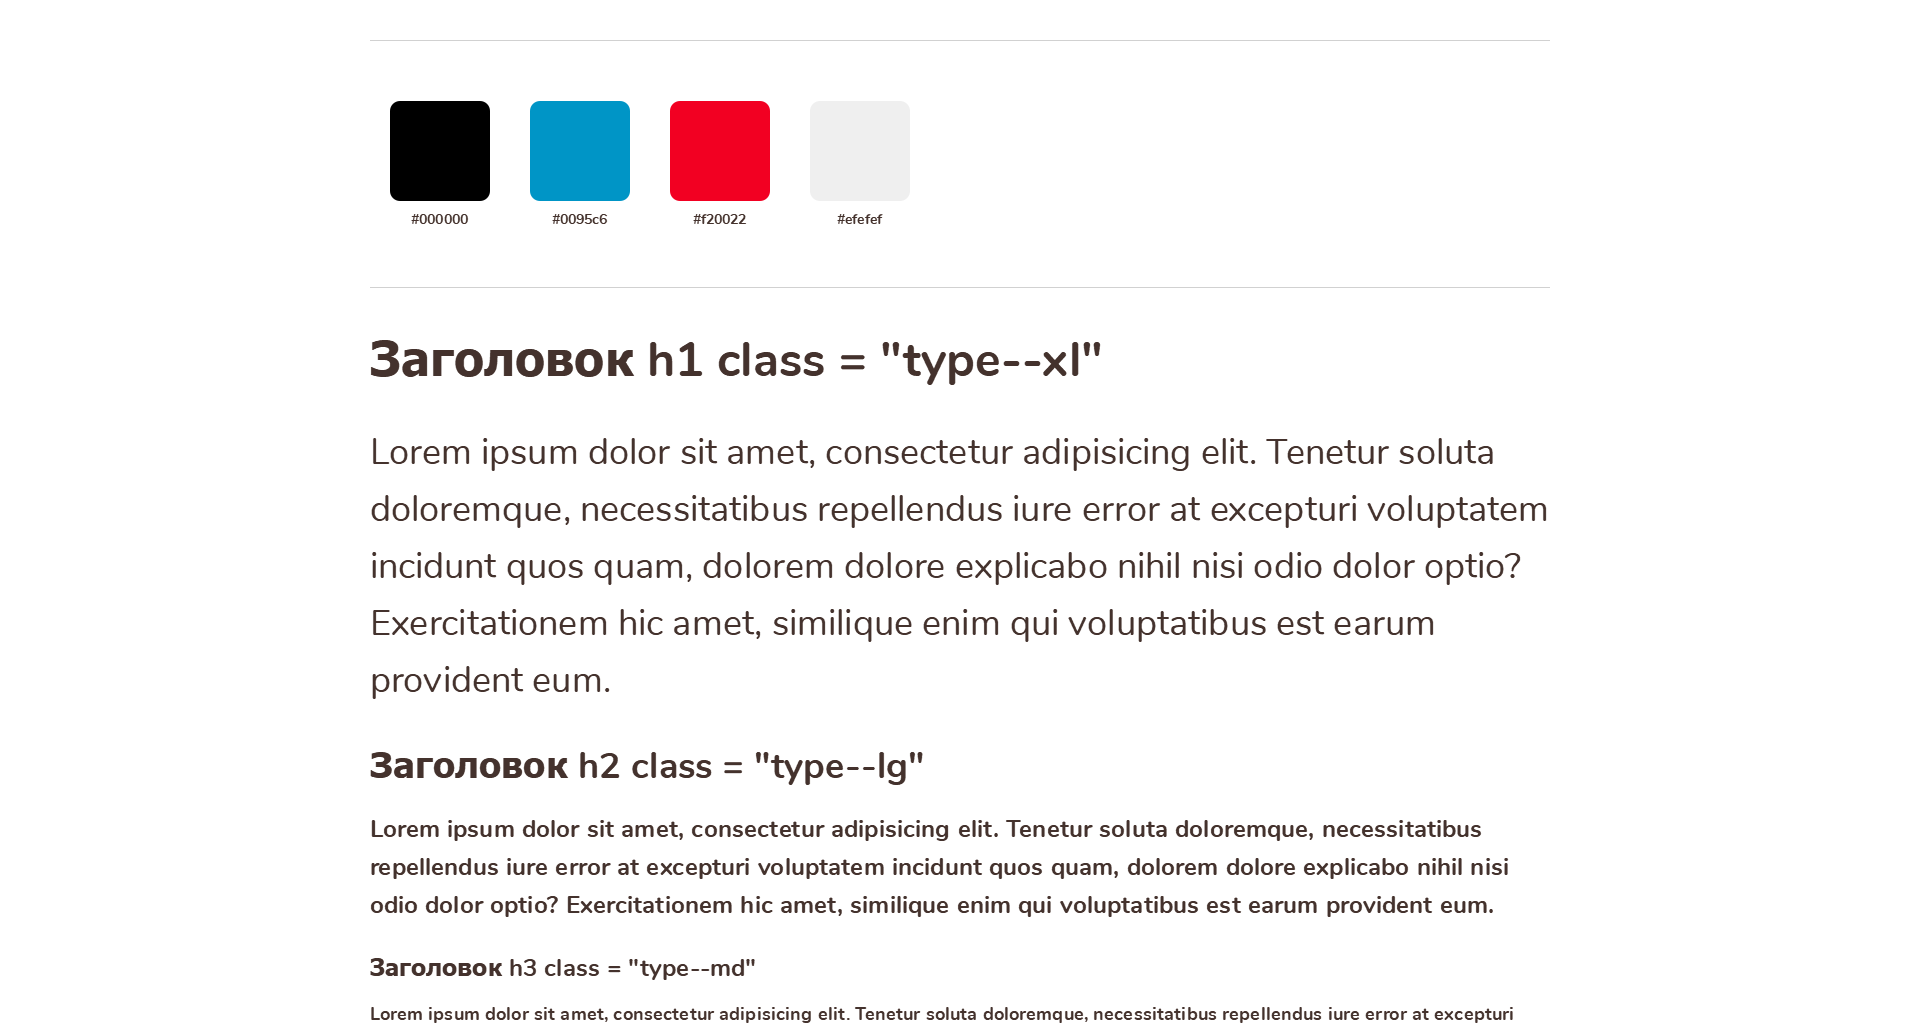 #000000 #0095c6 #f20022 #efefef
Заголовок h1 class = "type--xl"
Lorem ipsum dolor sit amet, consectetur adipisicing elit. Tenetur soluta
doloremque, necessitatibus repellendus iure error at excepturi voluptatem
incidunt quos quam, dolorem dolore explicabo nihil nisi odio dolor optio?
Exercitationem hic amet, similique enim qui voluptatibus est earum
provident eum.
Заголовок h2 class = "type--lg"
Lorem ipsum dolor sit amet, consectetur adipisicing elit. Tenetur soluta doloremque, necessitatibus
repellendus iure error at excepturi voluptatem incidunt quos quam, dolorem dolore explicabo nihil nisi
odio dolor optio? Exercitationem hic amet, similique enim qui voluptatibus est earum provident eum.
Заголовок h3 class = "type--md"
Lorem ipsum dolor sit amet, consectetur adipisicing elit. Tenetur soluta doloremque, necessitatibus repellendus iure error at excepturi